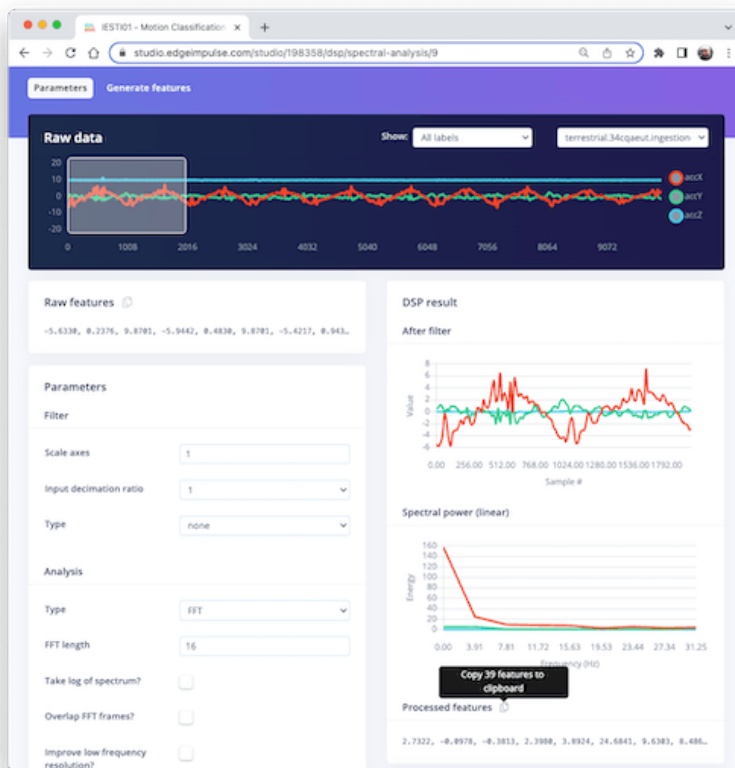 IESTI01 - Motion Classification
studio.edgeimpulse.com/studio/198358/dsp/spectral-analysis/9
Parameters Generate features
Raw data
Show: All labels terrestrial.34cqaeut.ingestion-
20
10
0
-10
-20
0 1008 2016 3024 4032 5040 6048 7056 8064 9072
accX
accY
accZ
Raw features
-5.6330, 0.2376, 9.8701, -5.9442, 0.4830, 9.8701, -5.4217, 0.943…
Parameters
Filter
Scale axes 1
Input decimation ratio 1
Type none
Analysis
Type FFT
FFT length 16
Take log of spectrum?
Overlap FFT frames?
Improve low frequency
resolution?
DSP result
After filter
8
6
4
2
0
-2
-4
-6
Value
0.00 256.00 512.00 768.00 1024.00 1280.00 1536.00 1792.00
Sample #
Spectral power (linear)
160
140
120
100
80
60
40
20
0
Energy
0.00 3.91 7.81 11.72 15.63 19.53 23.44 27.34 31.25
Frequency (Hz)
Copy 39 features to
clipboard
Processed features
2.7322, -0.0978, -0.3813, 2.3980, 3.8924, 24.6841, 9.6303, 8.486…